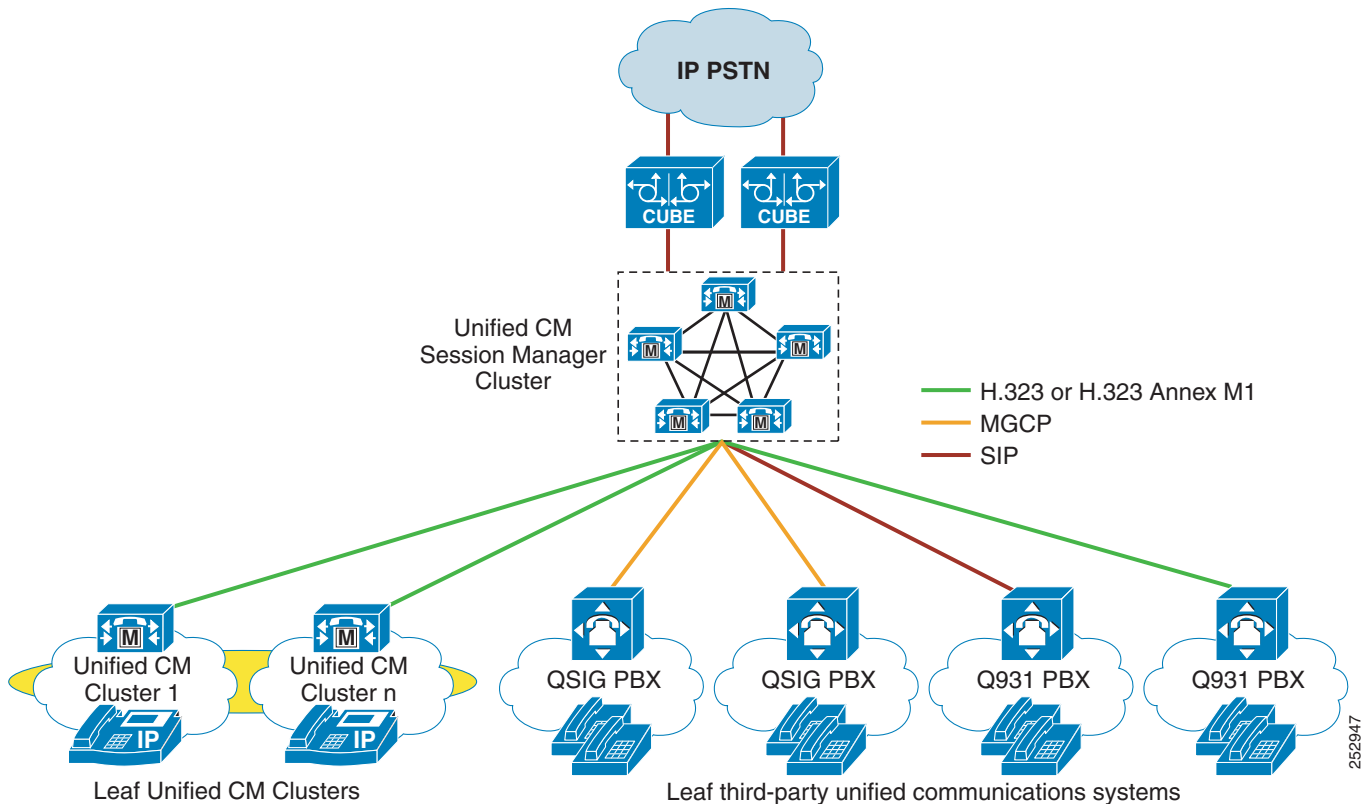 IP PSTN
CUBE
CUBE
Unified CM
Session Manager
Cluster
M
M
M
M
M
H.323 or H.323 Annex M1
MGCP
SIP
M
M
Unified CM
Cluster 1
Unified CM
Cluster n
QSIG PBX
QSIG PBX
Q931 PBX
Q931 PBX
IP
IP
Leaf Unified CM Clusters
Leaf third-party unified communications systems
252947